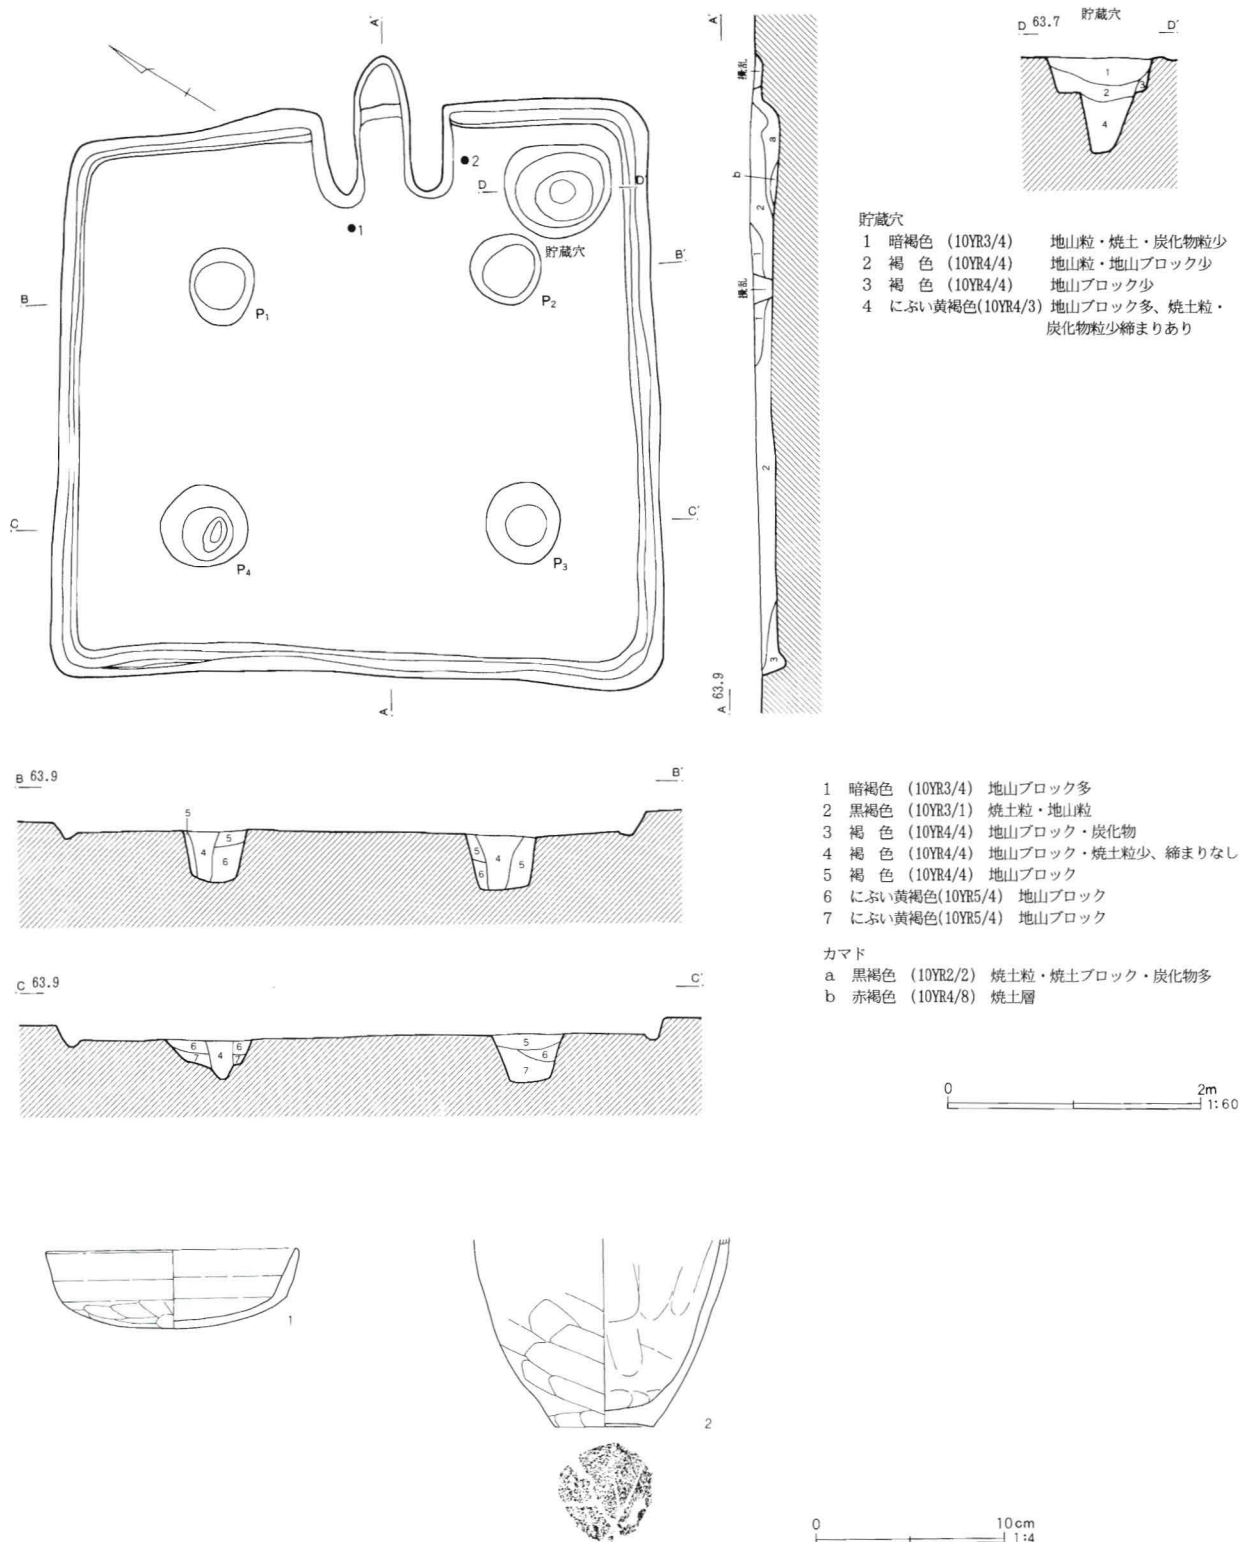 A'
2
D
D'
1
貯蔵穴
B
B'
P1
P2
C
C'
P4
P3
A
A'
攪乱
a
b
2
1
攪乱
1
2
3
A 63.9
貯蔵穴
D 63.7
D'
1
2
3
4
貯蔵穴
1 暗褐色 (10YR3/4) 地山粒・焼土・炭化物粒少
2 褐 色 (10YR4/4) 地山粒・地山ブロック少
3 褐 色 (10YR4/4) 地山ブロック少
4 にぶい黄褐色(10YR4/3) 地山ブロック多、焼土粒・
炭化物粒少締まりあり
B 63.9
B'
5
4
5
6
5
6
4
5
C 63.9
C'
6
7
4
6
7
5
6
7
1 暗褐色 (10YR3/4) 地山ブロック多
2 黒褐色 (10YR3/1) 焼土粒・地山粒
3 褐 色 (10YR4/4) 地山ブロック・炭化物
4 褐 色 (10YR4/4) 地山ブロック・焼土粒少、締まりなし
5 褐 色 (10YR4/4) 地山ブロック
6 にぶい黄褐色(10YR5/4) 地山ブロック
7 にぶい黄褐色(10YR5/4) 地山ブロック
カマド
a 黒褐色 (10YR2/2) 焼土粒・焼土ブロック・炭化物多
b 赤褐色 (10YR4/8) 焼土層
0 2m
1:60
1
2
0 10cm
1:4